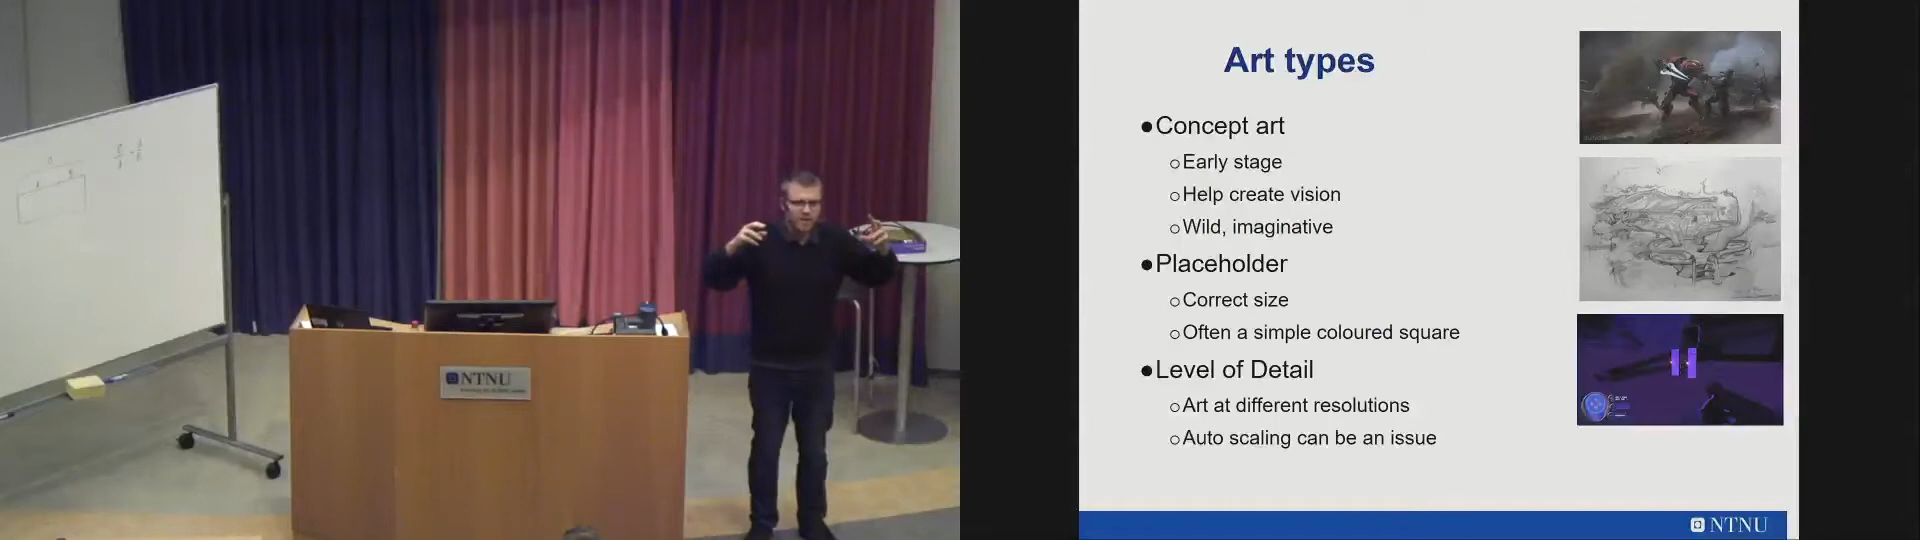 NTNU
Art types
●Concept art
○Early stage
○Help create vision
○Wild, imaginative
●Placeholder
○Correct size
○Often a simple coloured square
●Level of Detail
○Art at different resolutions
○Auto scaling can be an issue
NTNU